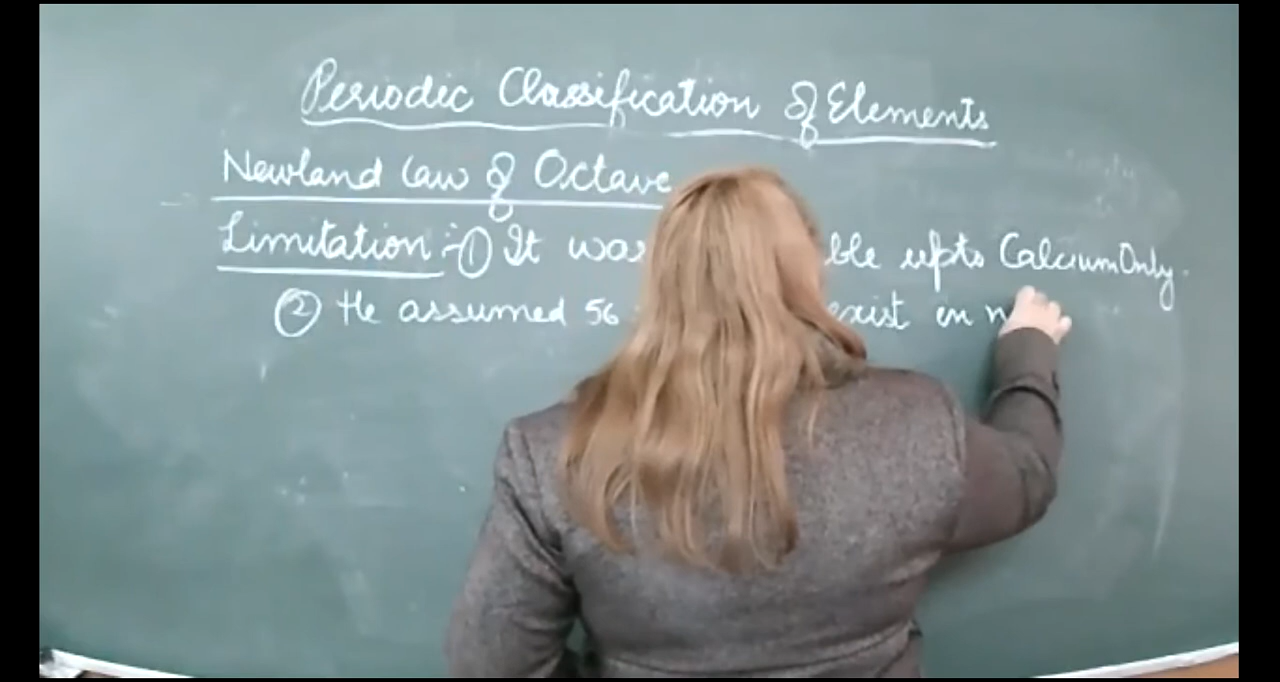 Periodic Classification of Elements
Newland Law of Octave
Limitation :- ① It was ble upto Calcium Only.
② He assumed 56 exist in n